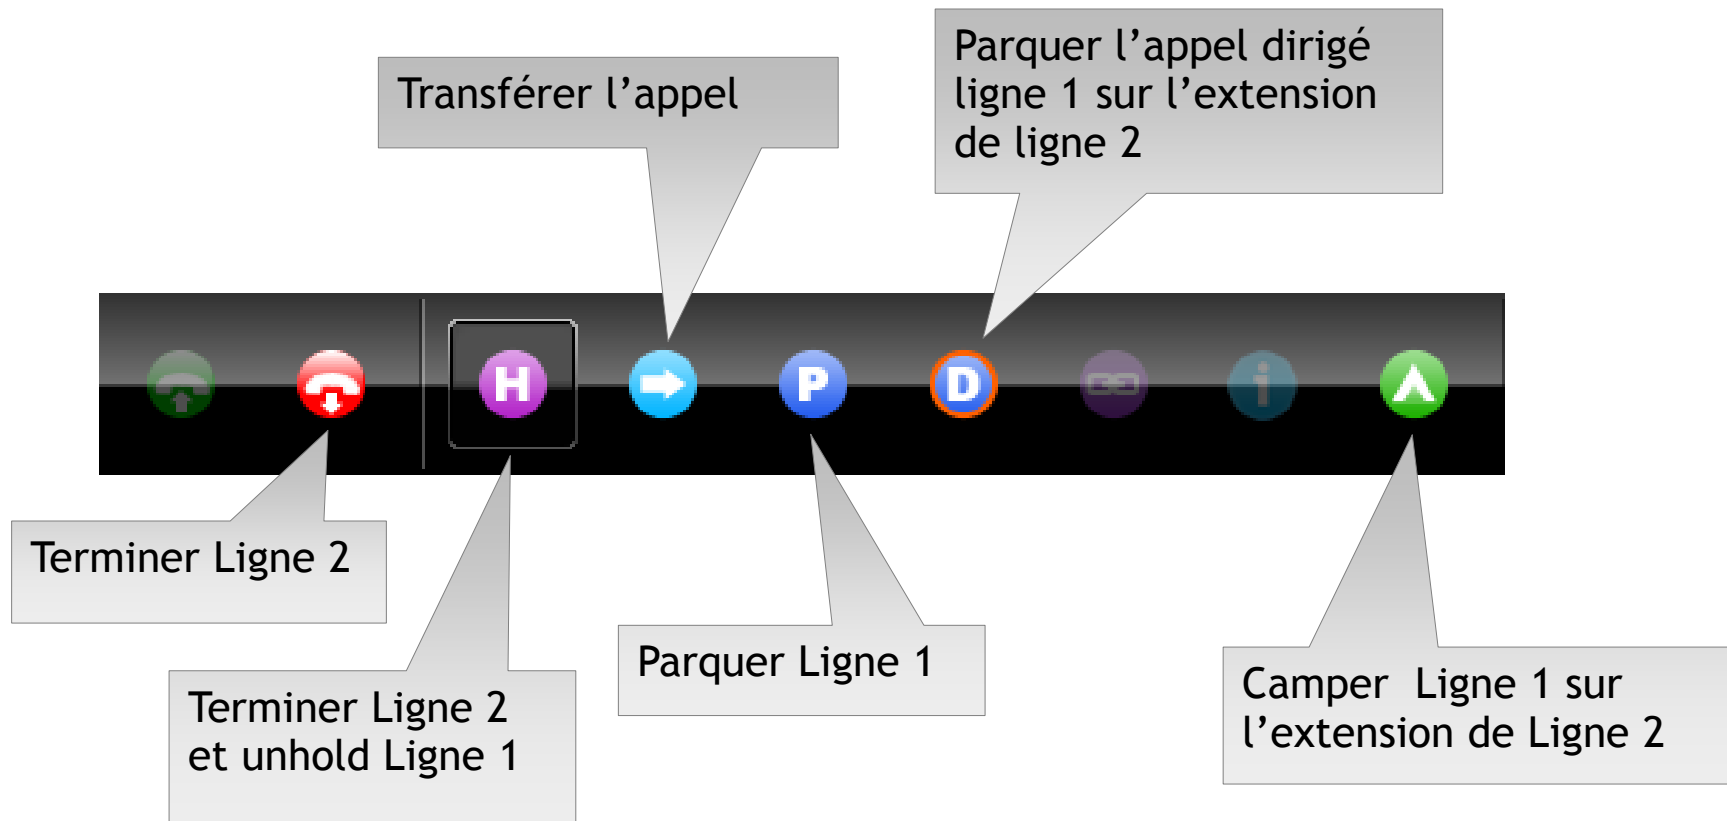 Transférer l’appel
Parquer l’appel dirigé
ligne 1 sur l’extension
de ligne 2
H
P
D
i
Terminer Ligne 2
Terminer Ligne 2
et unhold Ligne 1
Parquer Ligne 1
Camper  Ligne 1 sur
l’extension de Ligne 2